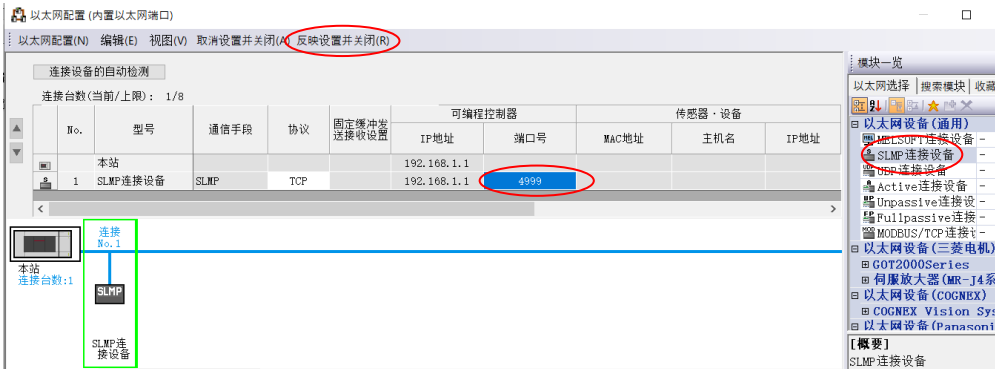 以太网配置 (内置以太网端口)
以太网配置(N) 编辑(E) 视图(V) 取消设置并关闭(A) 反映设置并关闭(R)
连接设备的自动检测
连接台数(当前/上限): 1/8
No. 型号 通信手段 协议 固定缓冲发送接收设置 可编程控制器 传感器・设备
IP地址 端口号 MAC地址 主机名 IP地址
本站 192.168.1.1
1 SLMP连接设备 SLMP TCP 192.168.1.1 4999
连接
No.1
本站
连接台数:1
SLMP
SLMP连
接设备
模块一览
以太网选择 搜索模块 收藏
以太网设备(通用)
MELSOFT连接设备 -
SLMP连接设备 -
UDP连接设备 -
Active连接设备 -
Unpassive连接设 -
Fullpassive连接 -
MODBUS/TCP连接 -
以太网设备(三菱电机)
GOT2000Series
伺服放大器(MR-J4系
以太网设备(COGNEX)
COGNEX Vision Sys
以太网设备(Panasoni
[概要]
SLMP连接设备